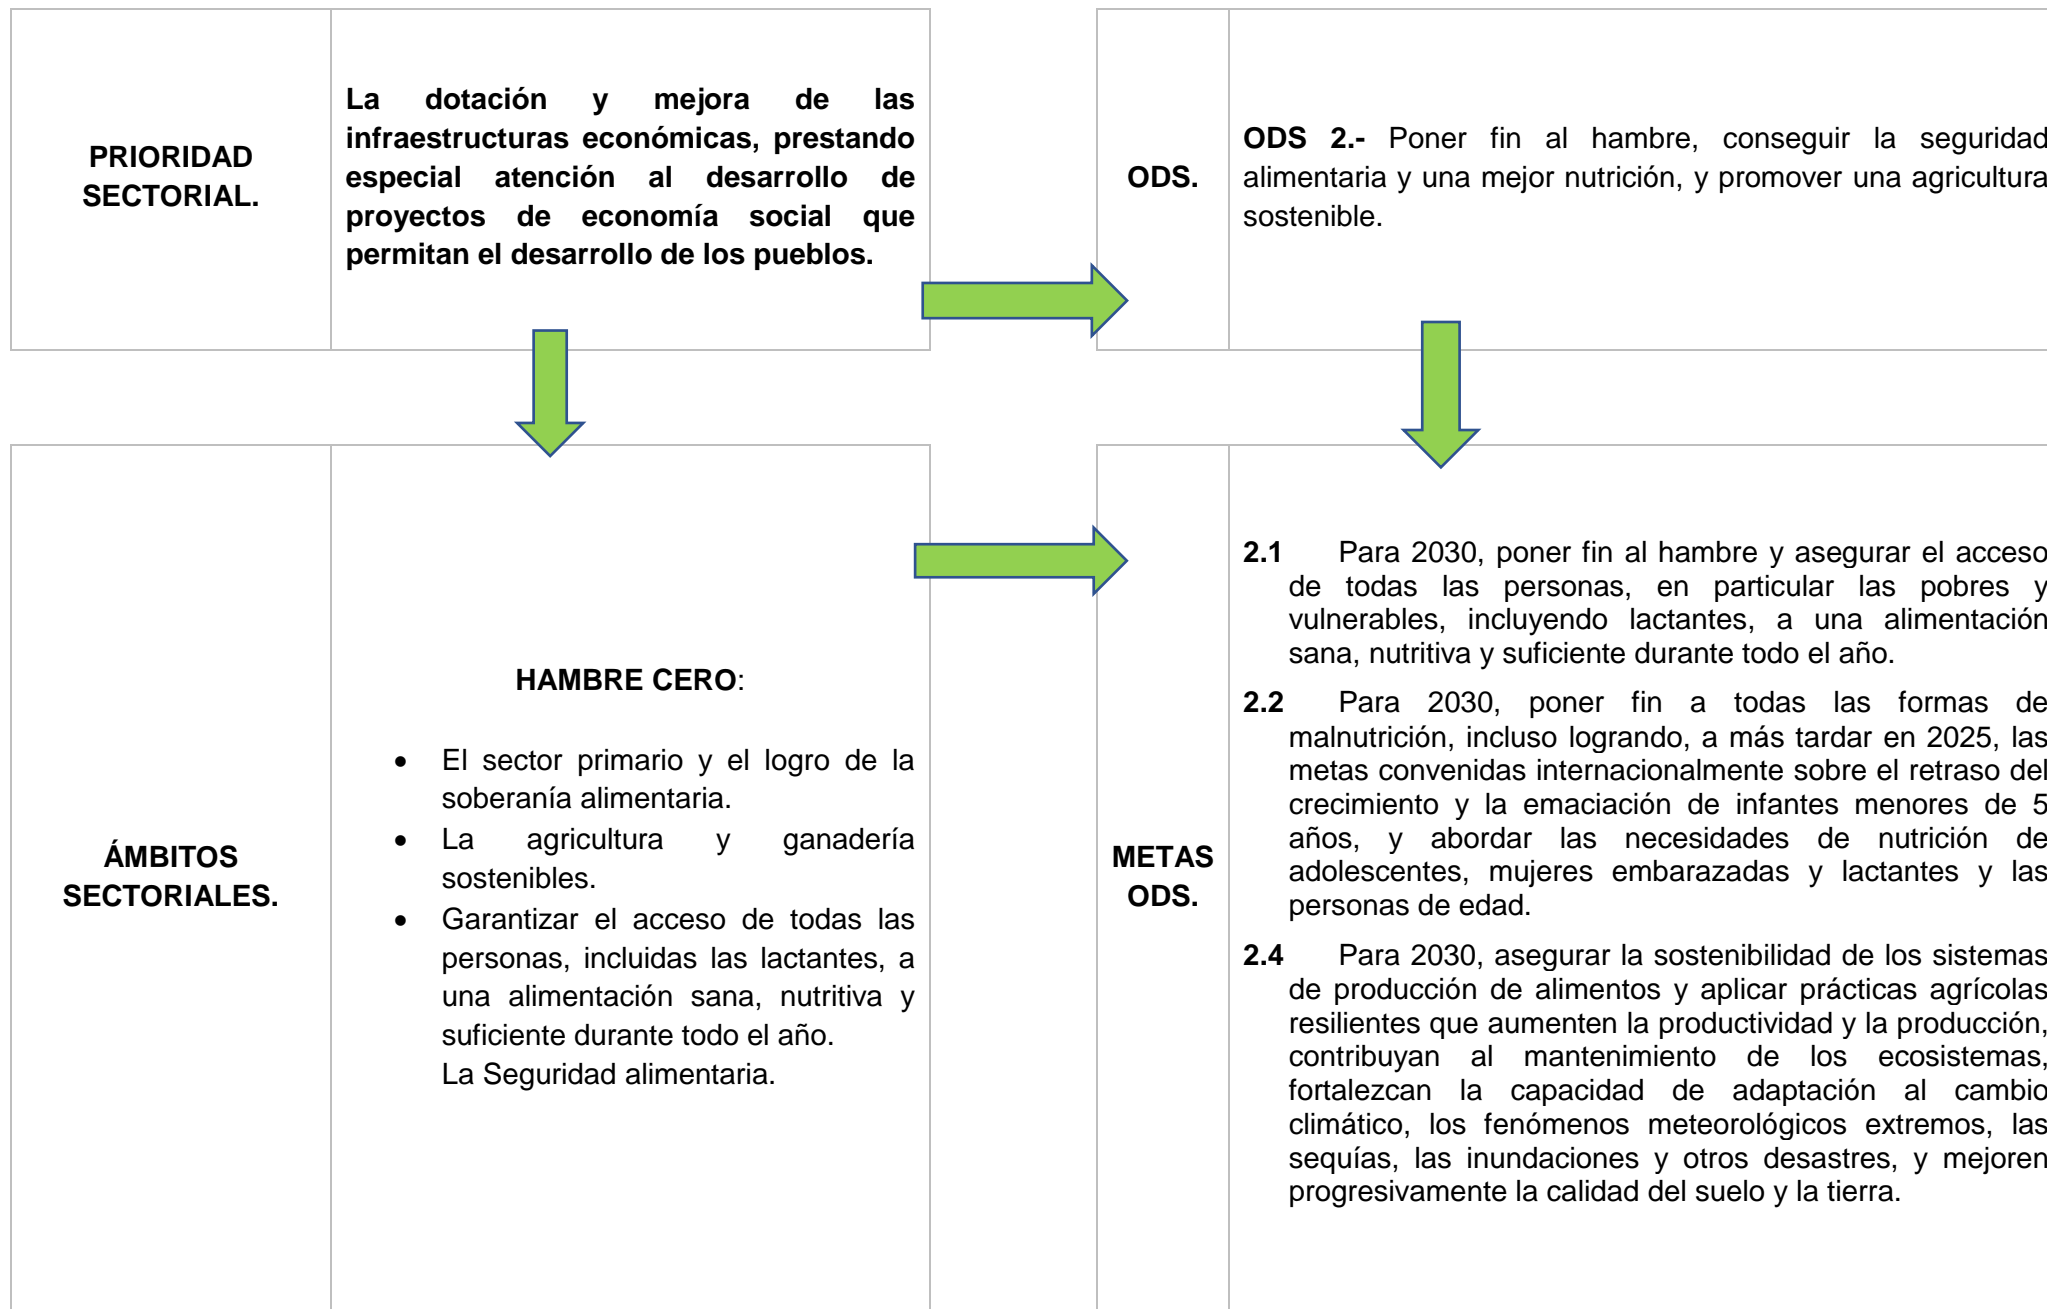 PRIORIDAD
SECTORIAL.
La dotación y mejora de las
infraestructuras económicas, prestando
especial atención al desarrollo de
proyectos de economía social que
permitan el desarrollo de los pueblos.
ODS.
ODS 2.- Poner fin al hambre, conseguir la seguridad
alimentaria y una mejor nutrición, y promover una agricultura
sostenible.
ÁMBITOS
SECTORIALES.
HAMBRE CERO:
• El sector primario y el logro de la
soberanía alimentaria.
• La agricultura y ganadería
sostenibles.
• Garantizar el acceso de todas las
personas, incluidas las lactantes, a
una alimentación sana, nutritiva y
suficiente durante todo el año.
La Seguridad alimentaria.
METAS
ODS.
2.1 Para 2030, poner fin al hambre y asegurar el acceso
de todas las personas, en particular las pobres y
vulnerables, incluyendo lactantes, a una alimentación
sana, nutritiva y suficiente durante todo el año.
2.2 Para 2030, poner fin a todas las formas de
malnutrición, incluso logrando, a más tardar en 2025, las
metas convenidas internacionalmente sobre el retraso del
crecimiento y la emaciación de infantes menores de 5
años, y abordar las necesidades de nutrición de
adolescentes, mujeres embarazadas y lactantes y las
personas de edad.
2.4 Para 2030, asegurar la sostenibilidad de los sistemas
de producción de alimentos y aplicar prácticas agrícolas
resilientes que aumenten la productividad y la producción,
contribuyan al mantenimiento de los ecosistemas,
fortalezcan la capacidad de adaptación al cambio
climático, los fenómenos meteorológicos extremos, las
sequías, las inundaciones y otros desastres, y mejoren
progresivamente la calidad del suelo y la tierra.